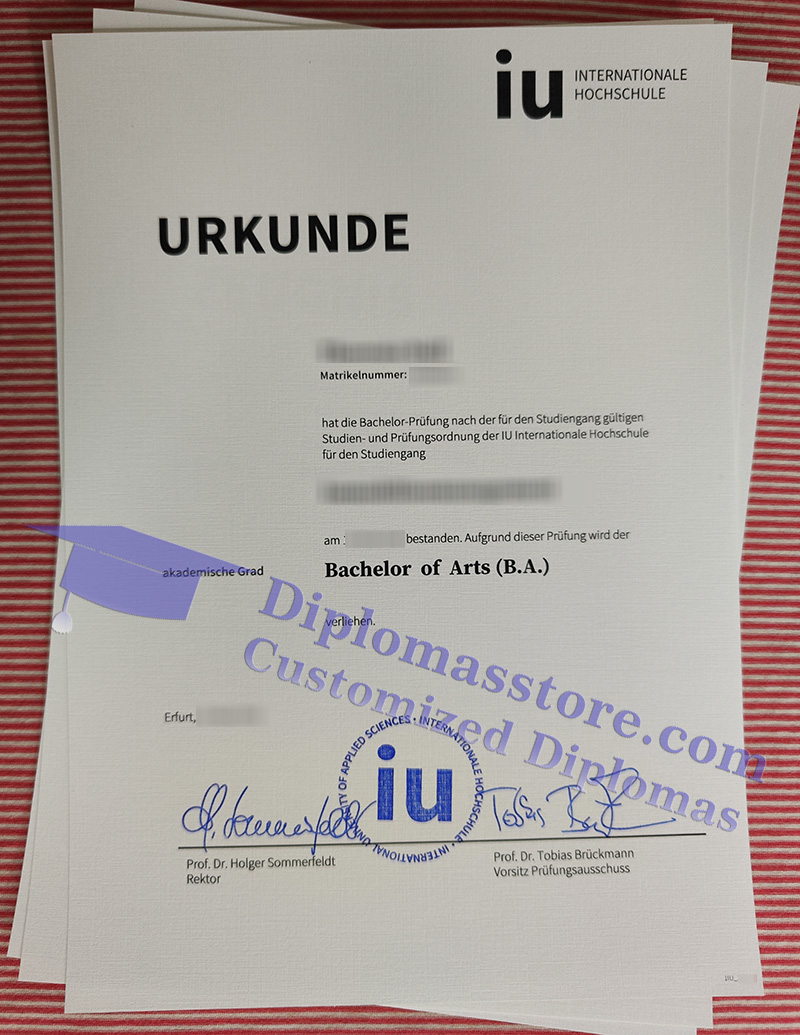 iu INTERNATIONALE
HOCHSCHULE
URKUNDE
Matrikelnummer:
hat die Bachelor-Prüfung nach der für den Studiengang gültigen
Studien- und Prüfungsordnung der IU Internationale Hochschule
für den Studiengang
am bestanden. Aufgrund dieser Prüfung wird der
akademische Grad Bachelor of Arts (B.A.)
verliehen.
Diplomasstore.com
Customized Diplomas
Erfurt,
INTERNATIONALE HOCHSCHULE · INTERNATIONAL UNIVERSITY OF APPLIED SCIENCES ·
iu
Prof. Dr. Holger Sommerfeldt
Rektor
Prof. Dr. Tobias Brückmann
Vorsitz Prüfungsausschuss